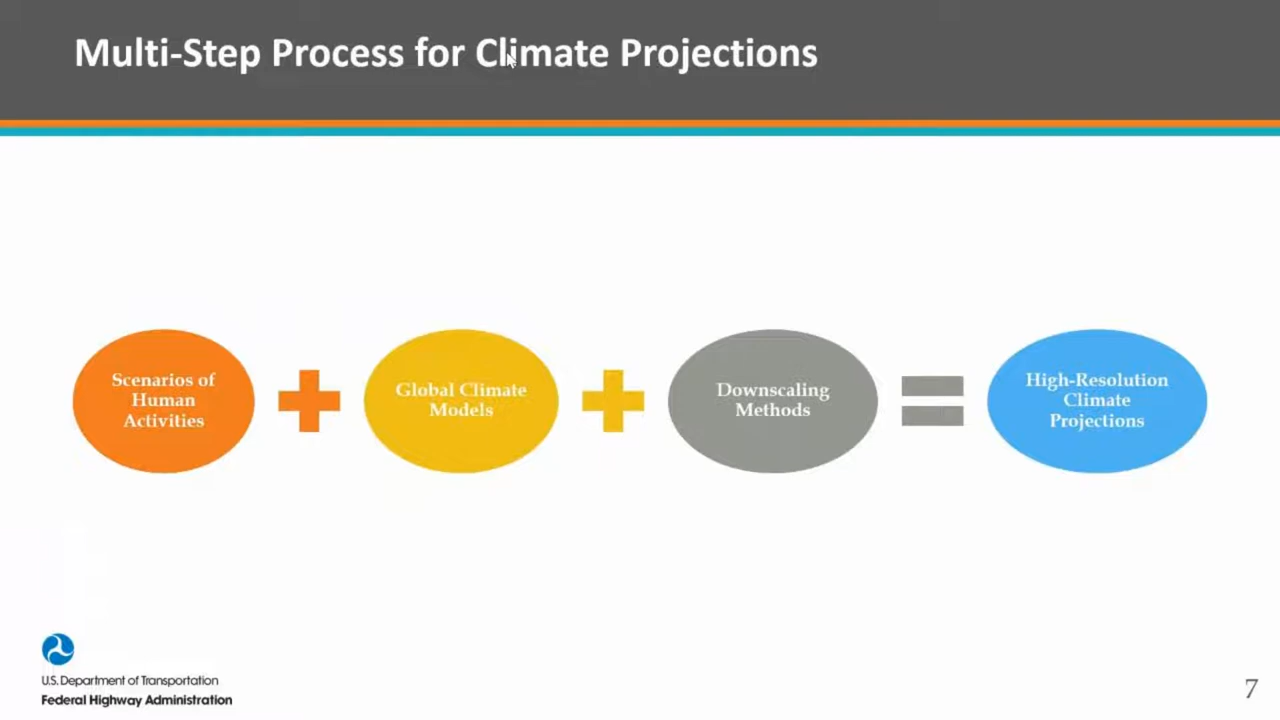 Multi-Step Process for Climate Projections
Scenarios of
Human
Activities
Global Climate
Models
Downscaling
Methods
High-Resolution
Climate
Projections
U.S. Department of Transportation
Federal Highway Administration
7